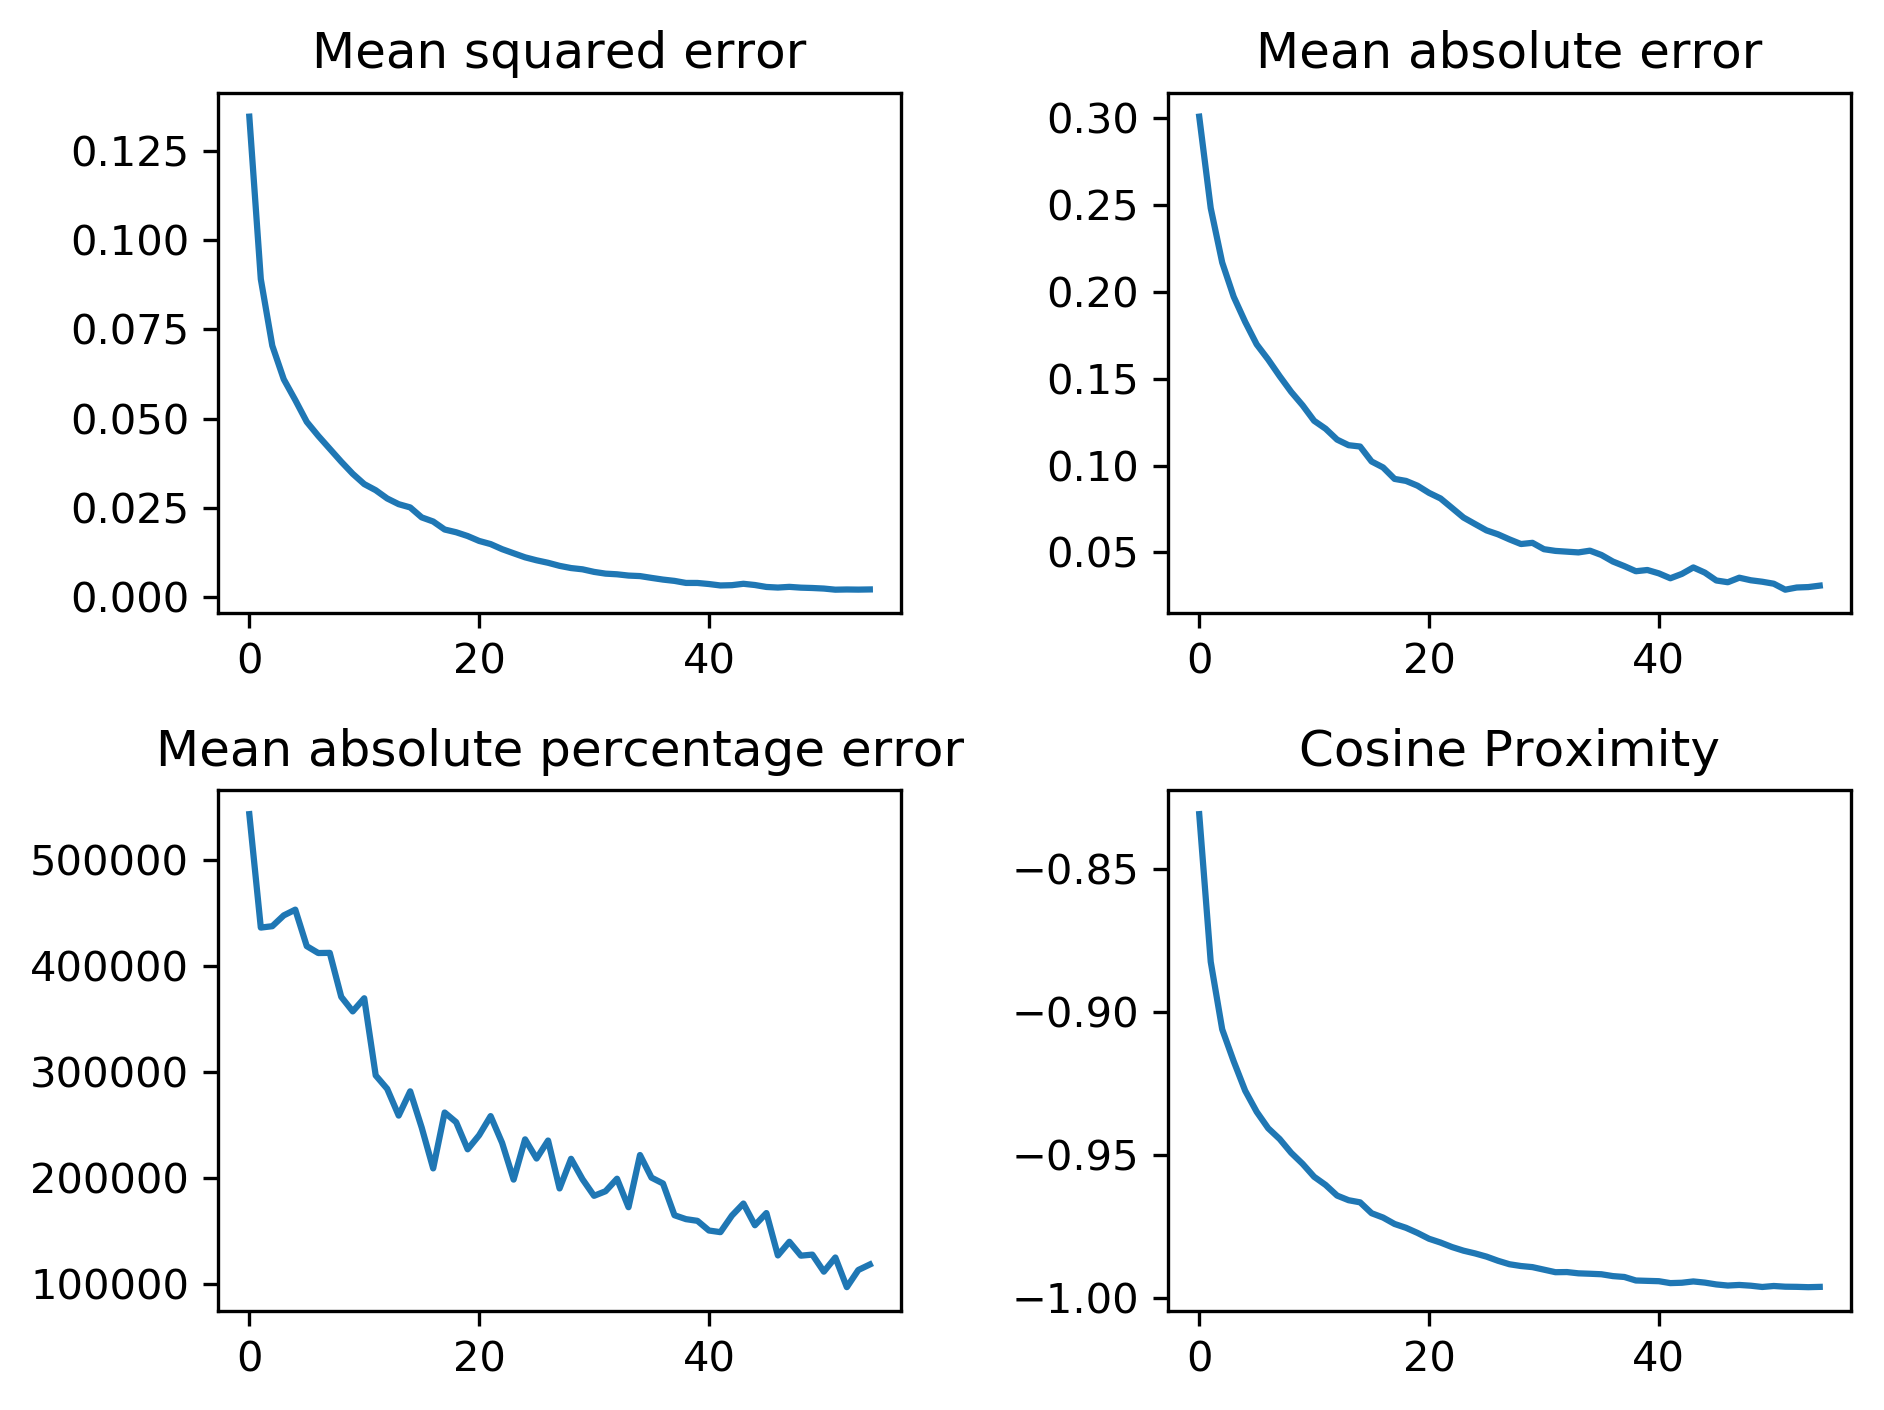 Mean squared error
0.125
0.100
0.075
0.050
0.025
0.000
0 20 40
Mean absolute error
0.30
0.25
0.20
0.15
0.10
0.05
0 20 40
Mean absolute percentage error
500000
400000
300000
200000
100000
0 20 40
Cosine Proximity
−0.85
−0.90
−0.95
−1.00
0 20 40